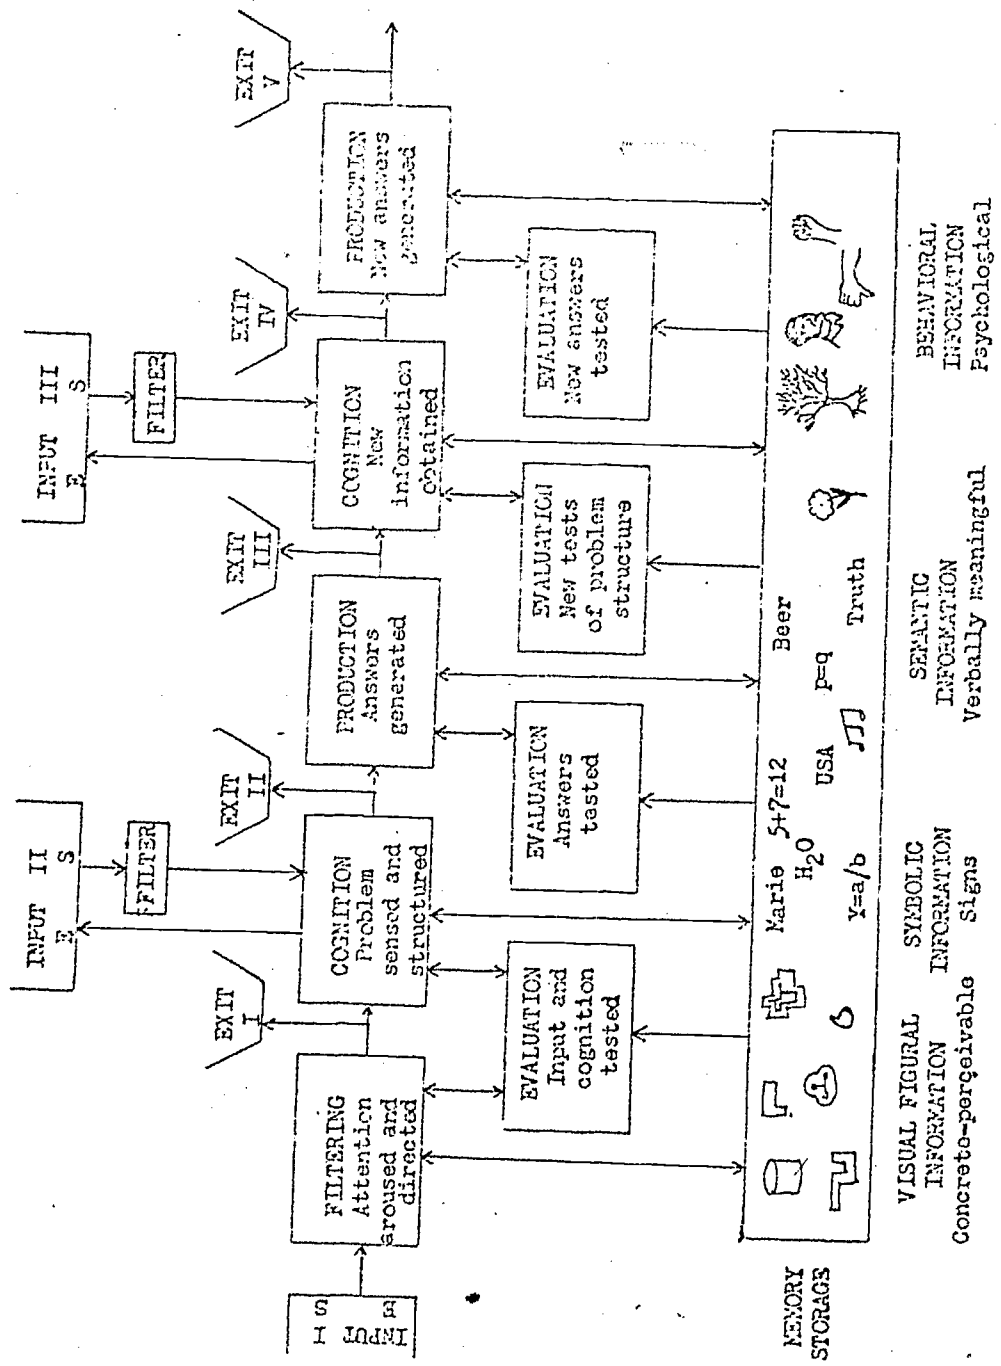 INPUT II
E S
FILTER
INPUT III
E S
FILTER
EXIT
I
EXIT
II
EXIT
III
EXIT
IV
EXIT
V
INPUT I
E S
FILTERING
Attention
aroused and
directed
COGNITION
Problem
sensed and
structured
PRODUCTION
Answers
generated
COGNITION
New
information
obtained
PRODUCTION
New answers
generated
EVALUATION
Input and
cognition
tested
EVALUATION
Answers
tested
EVALUATION
New tests
of problem
structure
EVALUATION
New answers
tested
MEMORY
STORAGE
Marie 5+7=12
H2O
Beer
Y=a/b
USA
p=q
Truth
VISUAL FIGURAL
INFORMATION
Concrete-perceivable
SYMBOLIC
INFORMATION
Signs
SEMANTIC
INFORMATION
Verbally meaningful
BEHAVIORAL
INFORMATION
Psychological